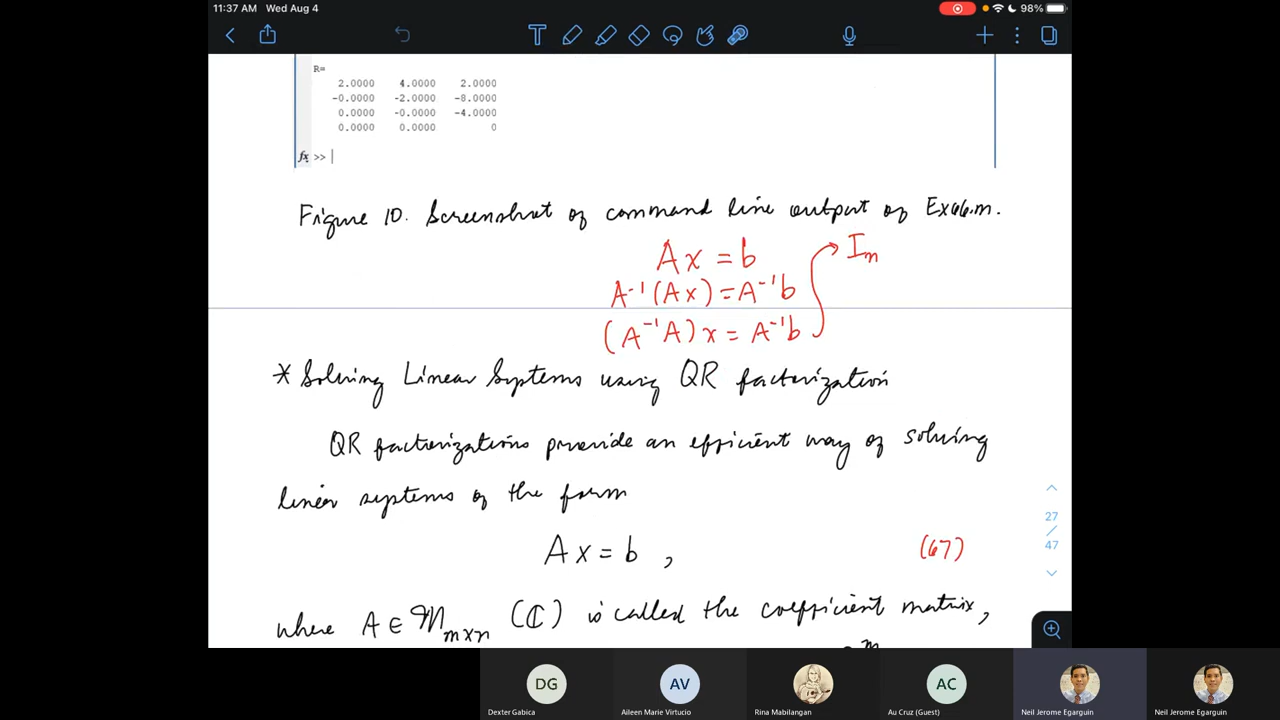 11:37 AM Wed Aug 4
98%
R=
2.0000 4.0000 2.0000
-0.0000 -2.0000 -8.0000
0.0000 -0.0000 -4.0000
0.0000 0.0000 0
fx >>
Figure 10. Screenshot of command line output of Ex66.m.
Ax = b
I_m
A⁻¹(Ax) = A⁻¹b
(A⁻¹A)x = A⁻¹b
* Solving Linear Systems using QR factorization
QR factorizations provide an efficient way of solving
linear systems of the form
Ax = b , (67)
27
/
47
where A ∈ M_{m×n} (ℂ) is called the coefficient matrix,
m
DG
AV
AC
Dexter Gabica
Aileen Marie Virtucio
Rina Mabilangan
Au Cruz (Guest)
Neil Jerome Egarguin
Neil Jerome Egarguin